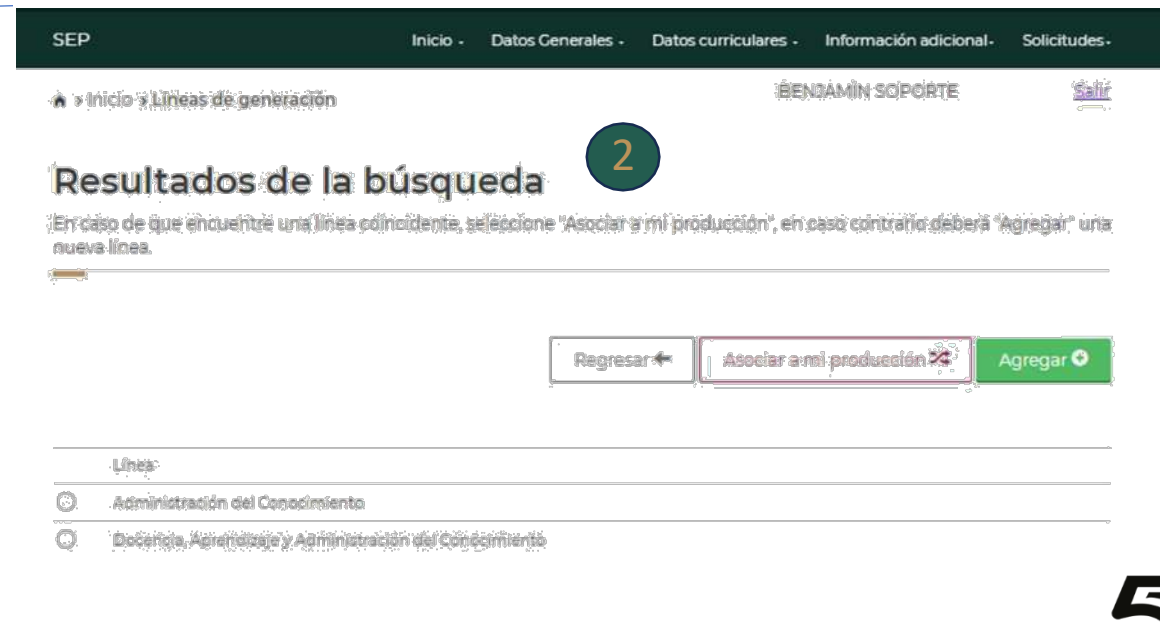 SEP Inicio Datos Generales Datos curriculares Información adicional Solicitudes
Inicio > Líneas de generación BENJAMÍN SOPORTE Salir
2
Resultados de la búsqueda
En caso de que encuentre una línea coincidente, seleccione "Asociar a mi producción", en caso contrario deberá "Agregar" una
nueva línea.
Regresar Asociar a mi producción Agregar
Línea
Administración del Conocimiento
Docencia, Aprendizaje y Administración del Conocimiento